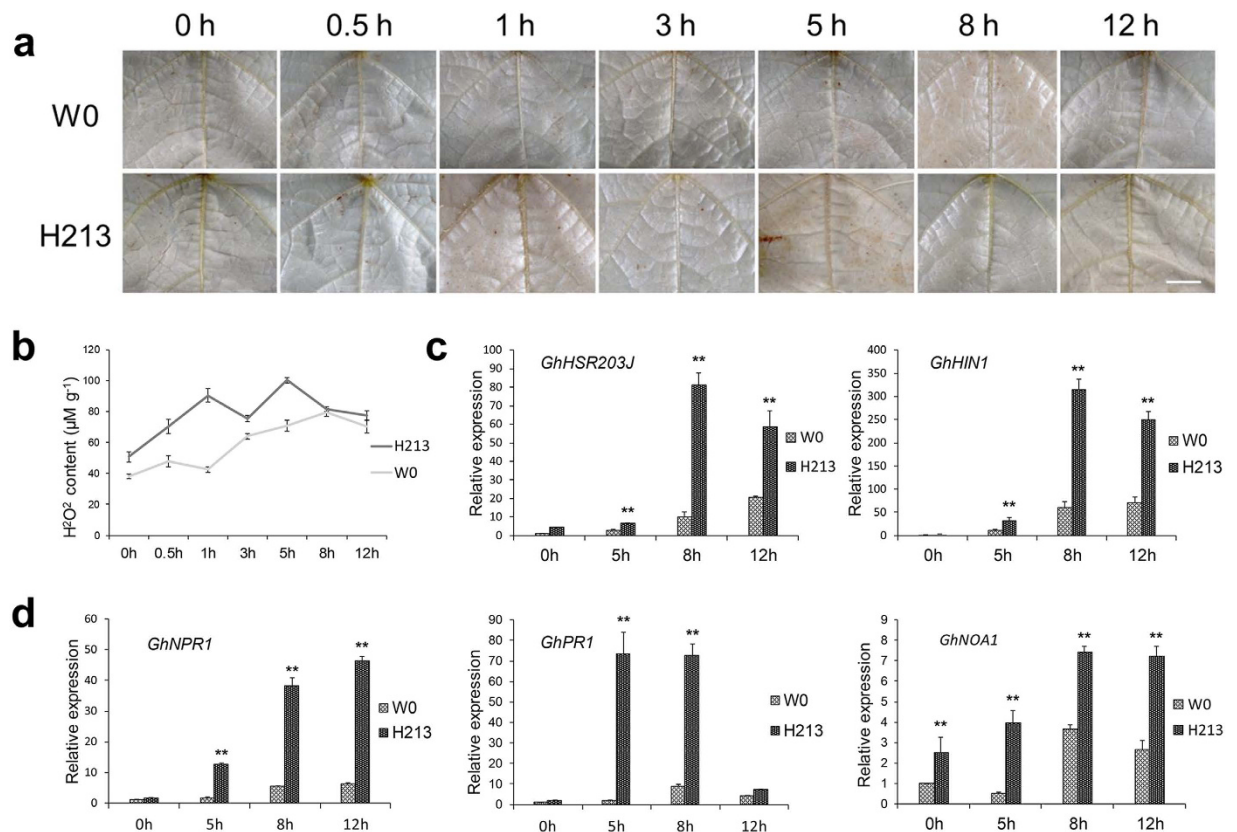 a
0 h 0.5h 1 h 3 h 5 h 8 h 12 h
W0
H213
b
H²O² content (µM g⁻¹)
120
100
80
60
40
20
0
0h 0.5h 1h 3h 5h 8h 12h
H213
W0
c
Relative expression
GhHSR203J
100
90
80
70
60
50
40
30
20
10
0
** ** **
0h 5h 8h 12h
W0
H213
Relative expression
GhHIN1
400
350
300
250
200
150
100
50
0
** ** **
0h 5h 8h 12h
W0
H213
d
Relative expression
GhNPR1
60
50
40
30
20
10
0
** ** **
0h 5h 8h 12h
W0
H213
Relative expression
GhPR1
90
80
70
60
50
40
30
20
10
0
** **
0h 5h 8h 12h
W0
H213
Relative expression
GhNOA1
9
8
7
6
5
4
3
2
1
0
** ** ** **
0h 5h 8h 12h
W0
H213